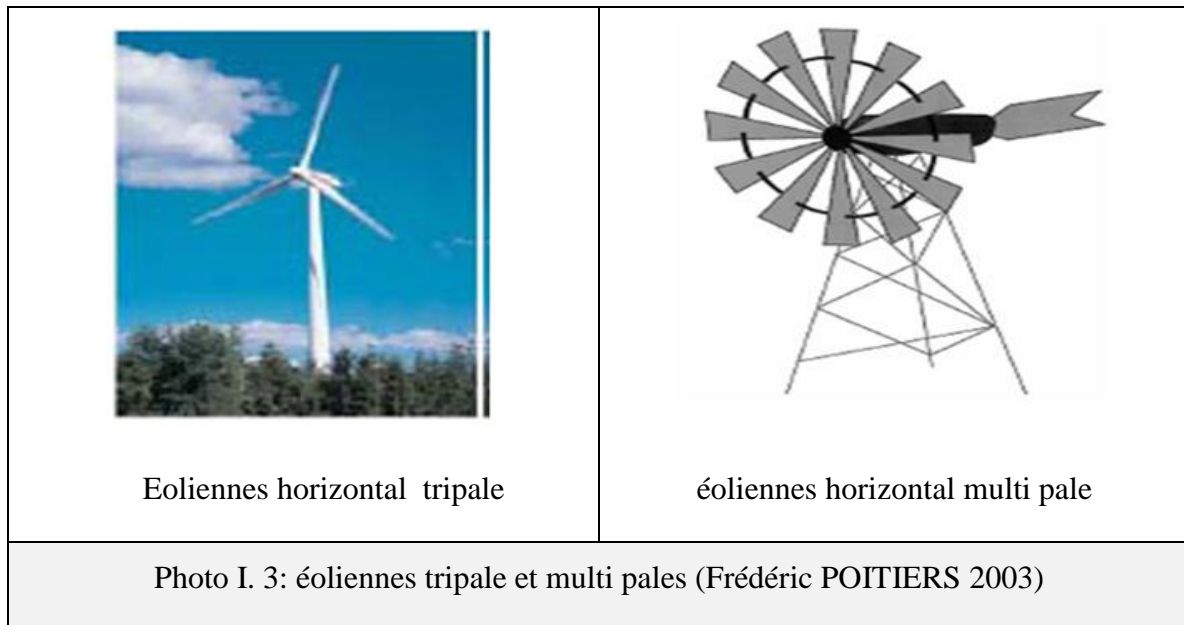 Eoliennes horizontal  tripale
éoliennes horizontal multi pale
Photo I. 3: éoliennes tripale et multi pales (Frédéric POITIERS 2003)